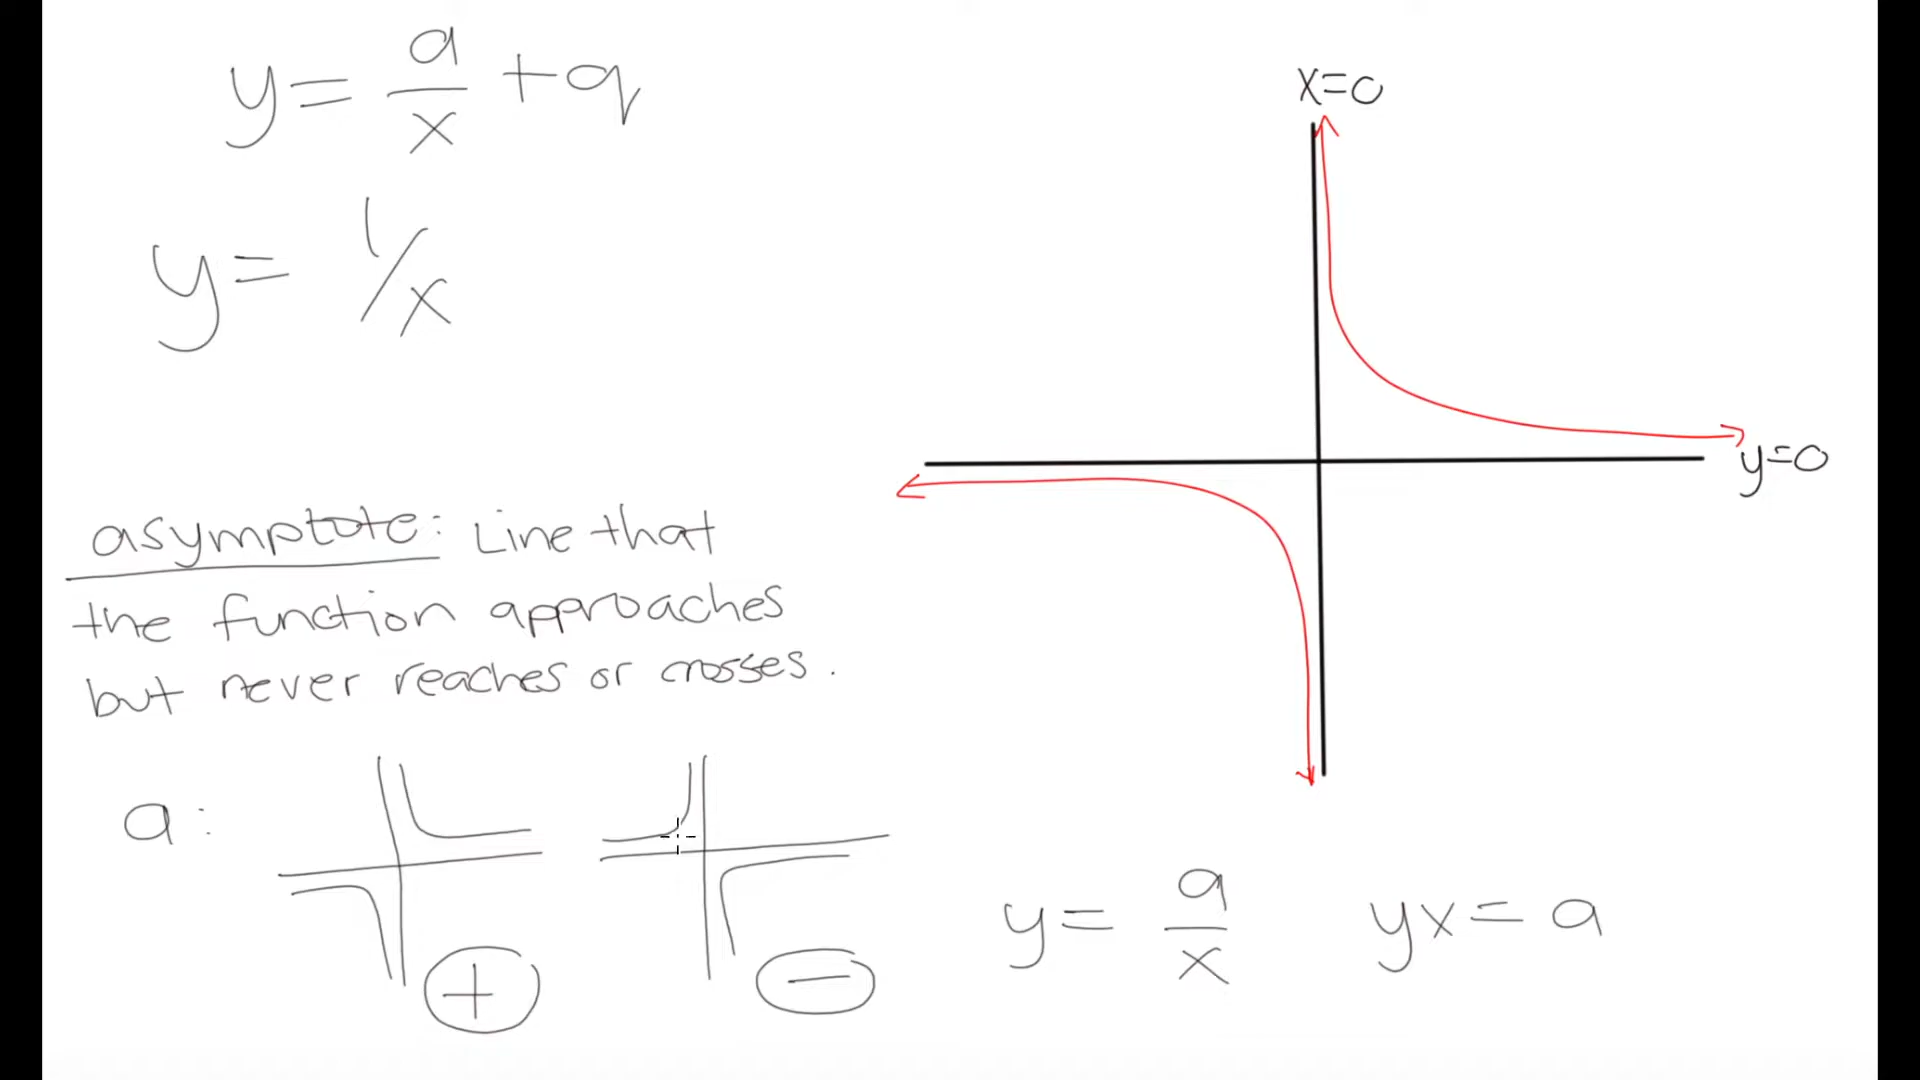 y = a/x + q
y = 1/x
x=0
y=0
asymptote: Line that
the function approaches
but never reaches or crosses.
a:
+
−
y = a/x
yx = a